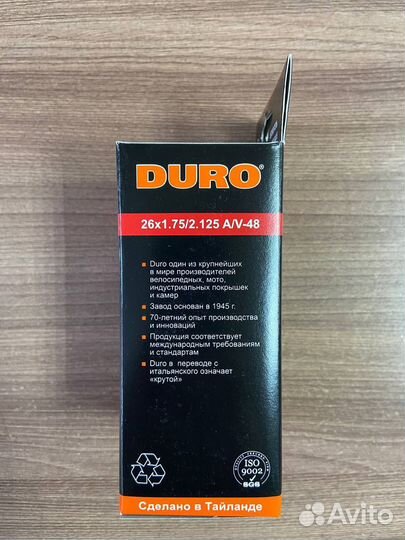 DURO®
26x1.75/2.125 A/V-48
Duro один из крупнейших
в мире производителей
велосипедных, мото,
индустриальных покрышек
и камер
Завод основан в 1945 г.
70-летний опыт производства
и инноваций
Продукция соответствует
международным требованиям
и стандартам
Duro в переводе с
итальянского означает
«крутой»
ISO
9002
SGS
Сделано в Тайланде
Avito